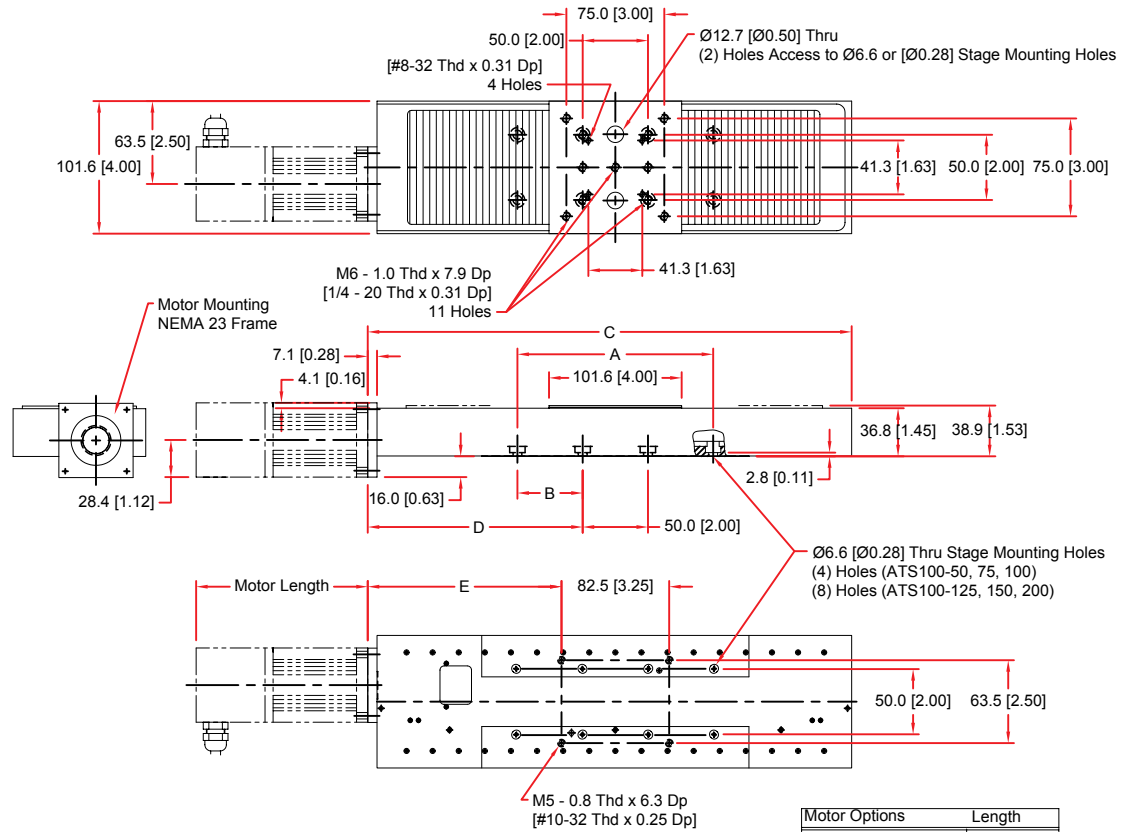 75.0 [3.00]
50.0 [2.00]
Ø12.7 [Ø0.50] Thru
(2) Holes Access to Ø6.6 or [Ø0.28] Stage Mounting Holes
[#8-32 Thd x 0.31 Dp]
4 Holes
63.5 [2.50]
101.6 [4.00]
41.3 [1.63]
50.0 [2.00]
75.0 [3.00]
41.3 [1.63]
M6 - 1.0 Thd x 7.9 Dp
[1/4 - 20 Thd x 0.31 Dp]
11 Holes
Motor Mounting
NEMA 23 Frame
C
7.1 [0.28]
A
4.1 [0.16]
101.6 [4.00]
36.8 [1.45]
38.9 [1.53]
2.8 [0.11]
28.4 [1.12]
16.0 [0.63]
B
D
50.0 [2.00]
Ø6.6 [Ø0.28] Thru Stage Mounting Holes
(4) Holes (ATS100-50, 75, 100)
(8) Holes (ATS100-125, 150, 200)
Motor Length
E
82.5 [3.25]
50.0 [2.00]
63.5 [2.50]
M5 - 0.8 Thd x 6.3 Dp
[#10-32 Thd x 0.25 Dp]
Motor Options
Length